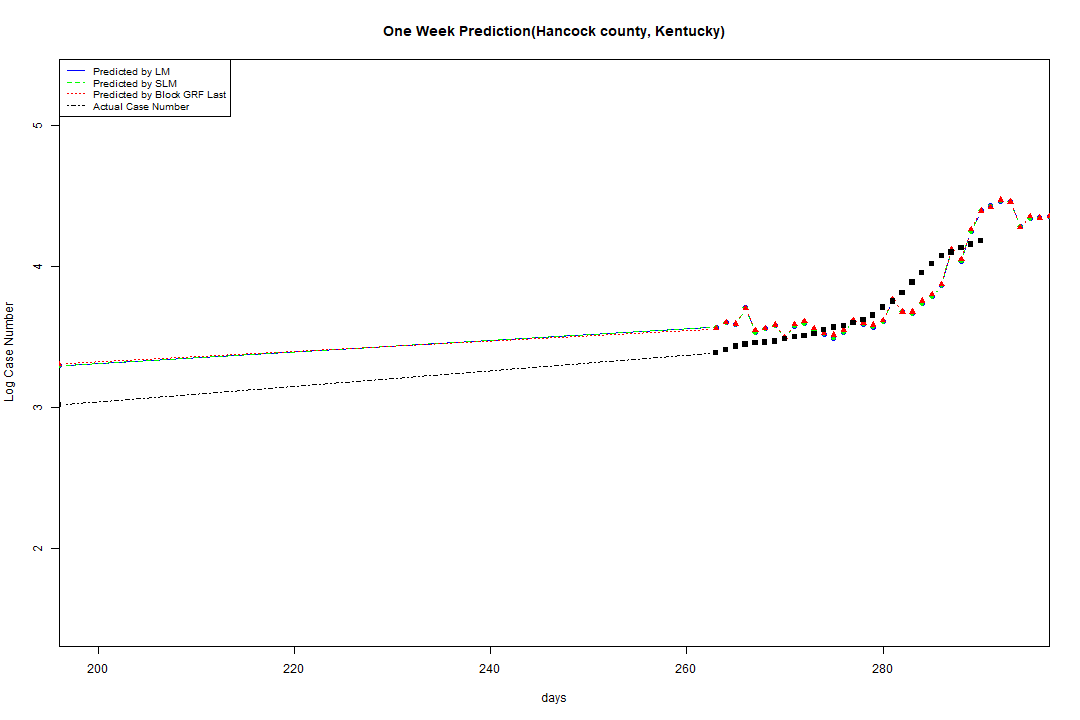 One Week Prediction(Hancock county, Kentucky)
Predicted by LM
Predicted by SLM
Predicted by Block GRF Last
Actual Case Number
5
4
3
2
Log Case Number
200 220 240 260 280
days